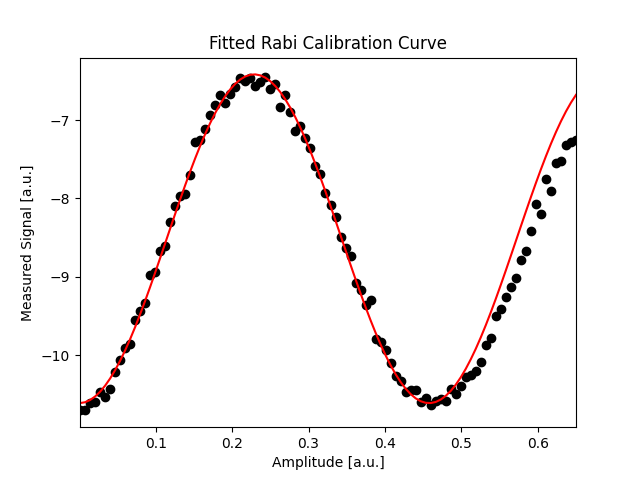 Fitted Rabi Calibration Curve
Measured Signal [a.u.]
−7
−8
−9
−10
0.1 0.2 0.3 0.4 0.5 0.6
Amplitude [a.u.]